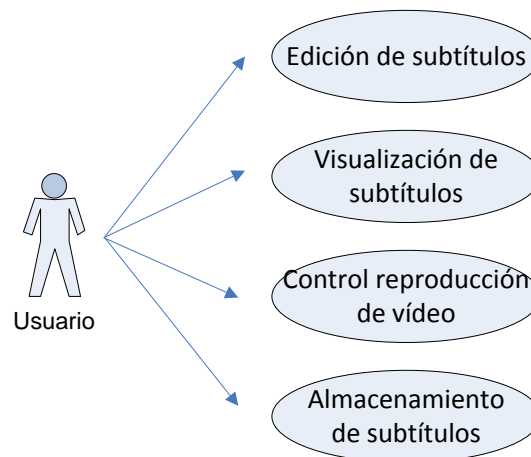 Edición de subtítulos
Visualización de
subtítulos
Control reproducción
de vídeo
Usuario
Almacenamiento
de subtítulos